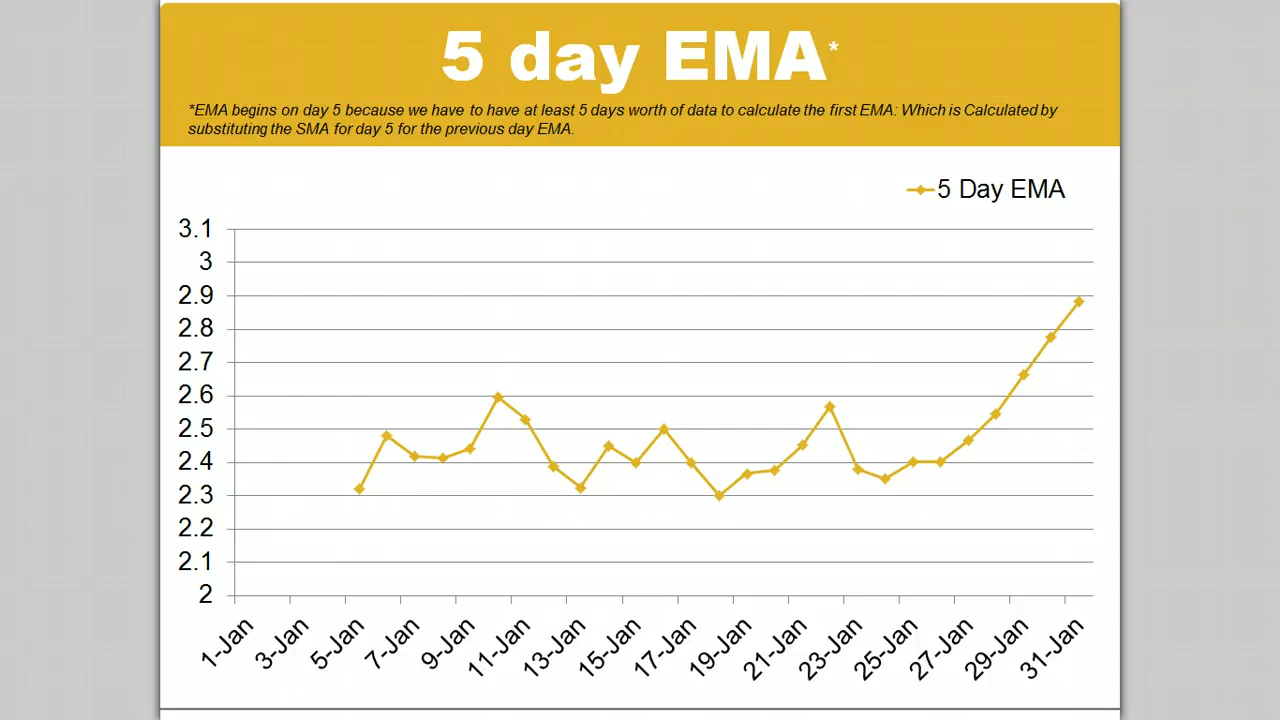 5 day EMA*
*EMA begins on day 5 because we have to have at least 5 days worth of data to calculate the first EMA: Which is Calculated by
substituting the SMA for day 5 for the previous day EMA.
5 Day EMA
3.1
3
2.9
2.8
2.7
2.6
2.5
2.4
2.3
2.2
2.1
2
1-Jan
3-Jan
5-Jan
7-Jan
9-Jan
11-Jan
13-Jan
15-Jan
17-Jan
19-Jan
21-Jan
23-Jan
25-Jan
27-Jan
29-Jan
31-Jan